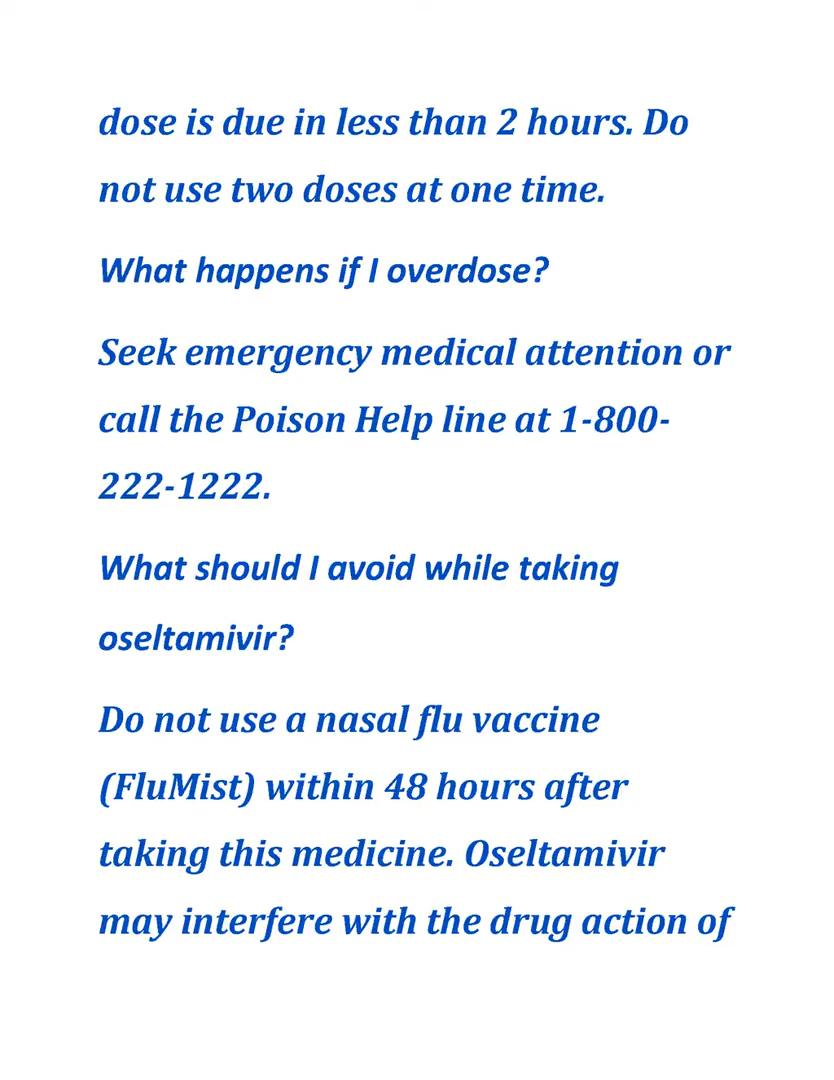 dose is due in less than 2 hours. Do
not use two doses at one time.
What happens if I overdose?
Seek emergency medical attention or
call the Poison Help line at 1-800-
222-1222.
What should I avoid while taking
oseltamivir?
Do not use a nasal flu vaccine
(FluMist) within 48 hours after
taking this medicine. Oseltamivir
may interfere with the drug action of